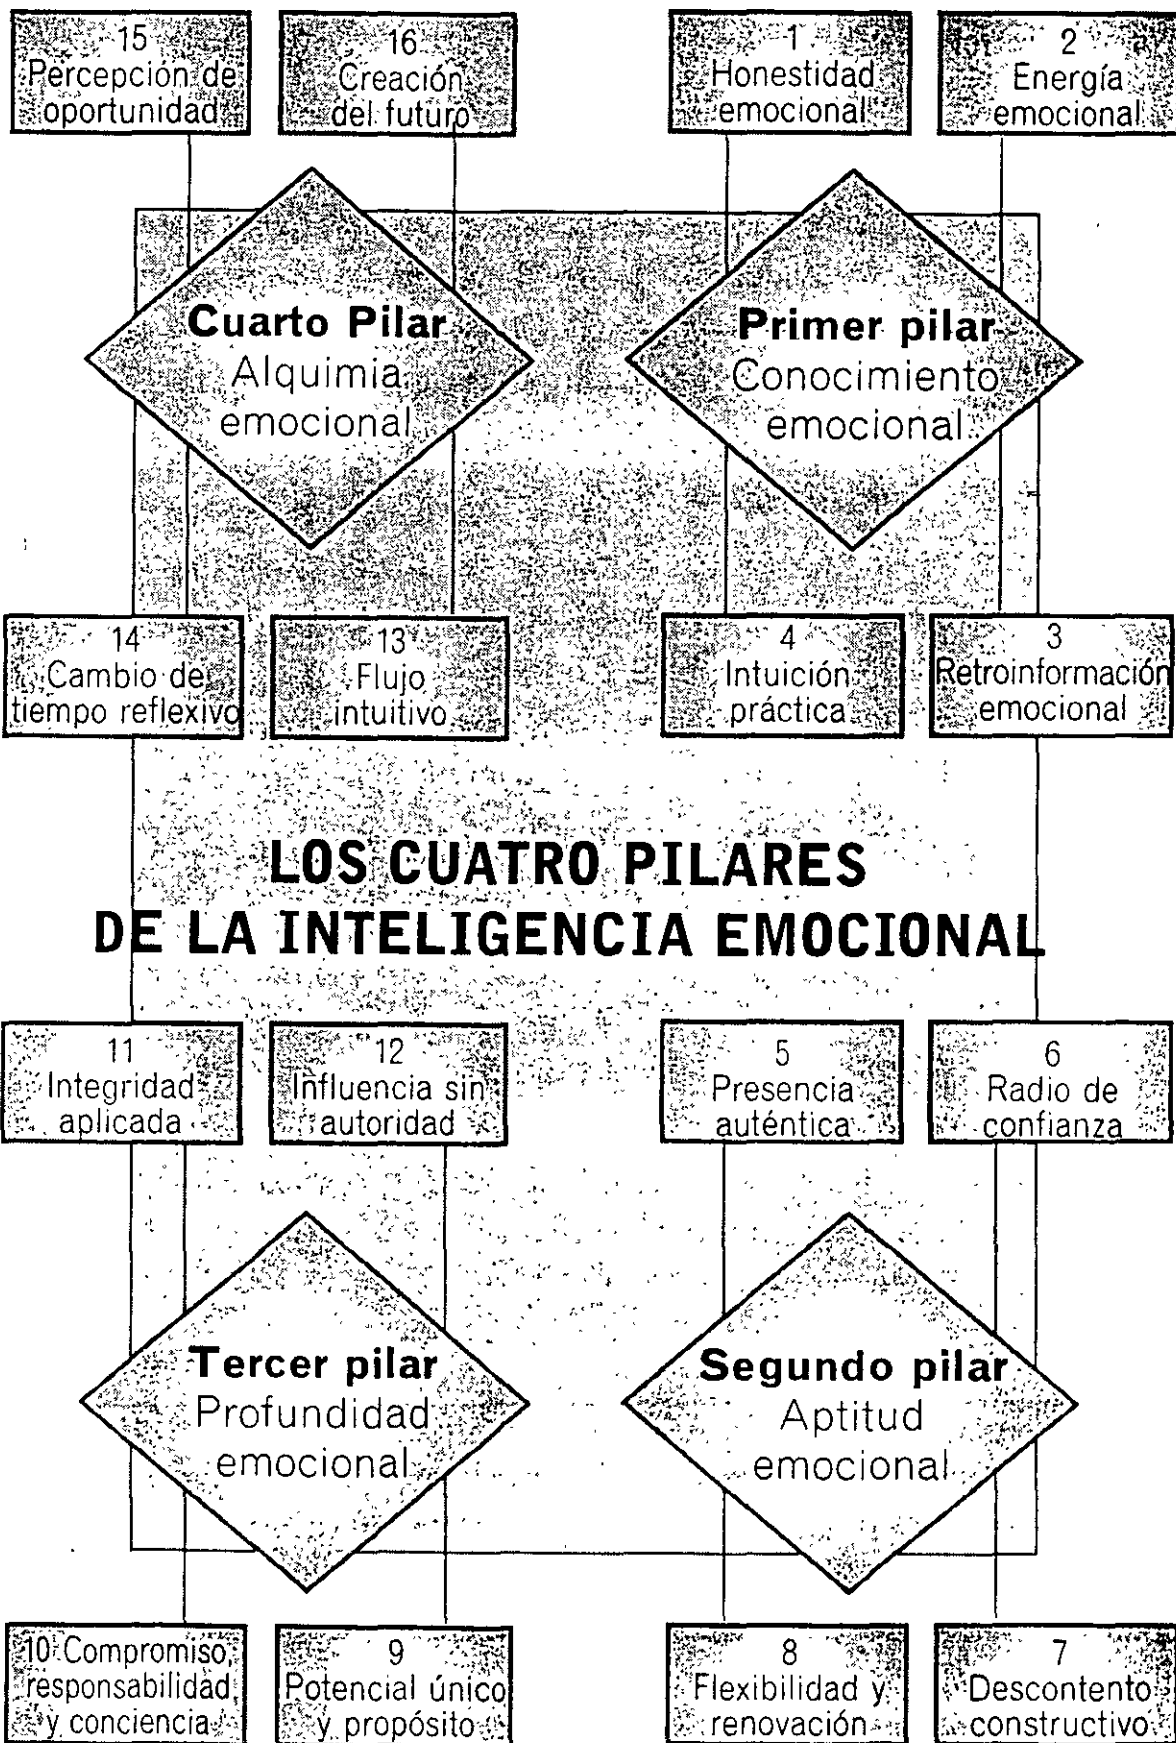 15
Percepción de
oportunidad
16
Creación
del futuro
1
Honestidad
emocional
2
Energía
emocional
Cuarto Pilar
Alquimia
emocional
Primer pilar
Conocimiento
emocional
14
Cambio de
tiempo reflexivo
13
Flujo
intuitivo
4
Intuición
práctica
3
Retroinformación
emocional
LOS CUATRO PILARES
DE LA INTELIGENCIA EMOCIONAL
11
Integridad
aplicada
12
Influencia sin
autoridad
5
Presencia
auténtica
6
Radio de
confianza
Tercer pilar
Profundidad
emocional
Segundo pilar
Aptitud
emocional
10 Compromiso,
responsabilidad
y conciencia
9
Potencial único
y propósito
8
Flexibilidad y
renovación
7
Descontento
constructivo